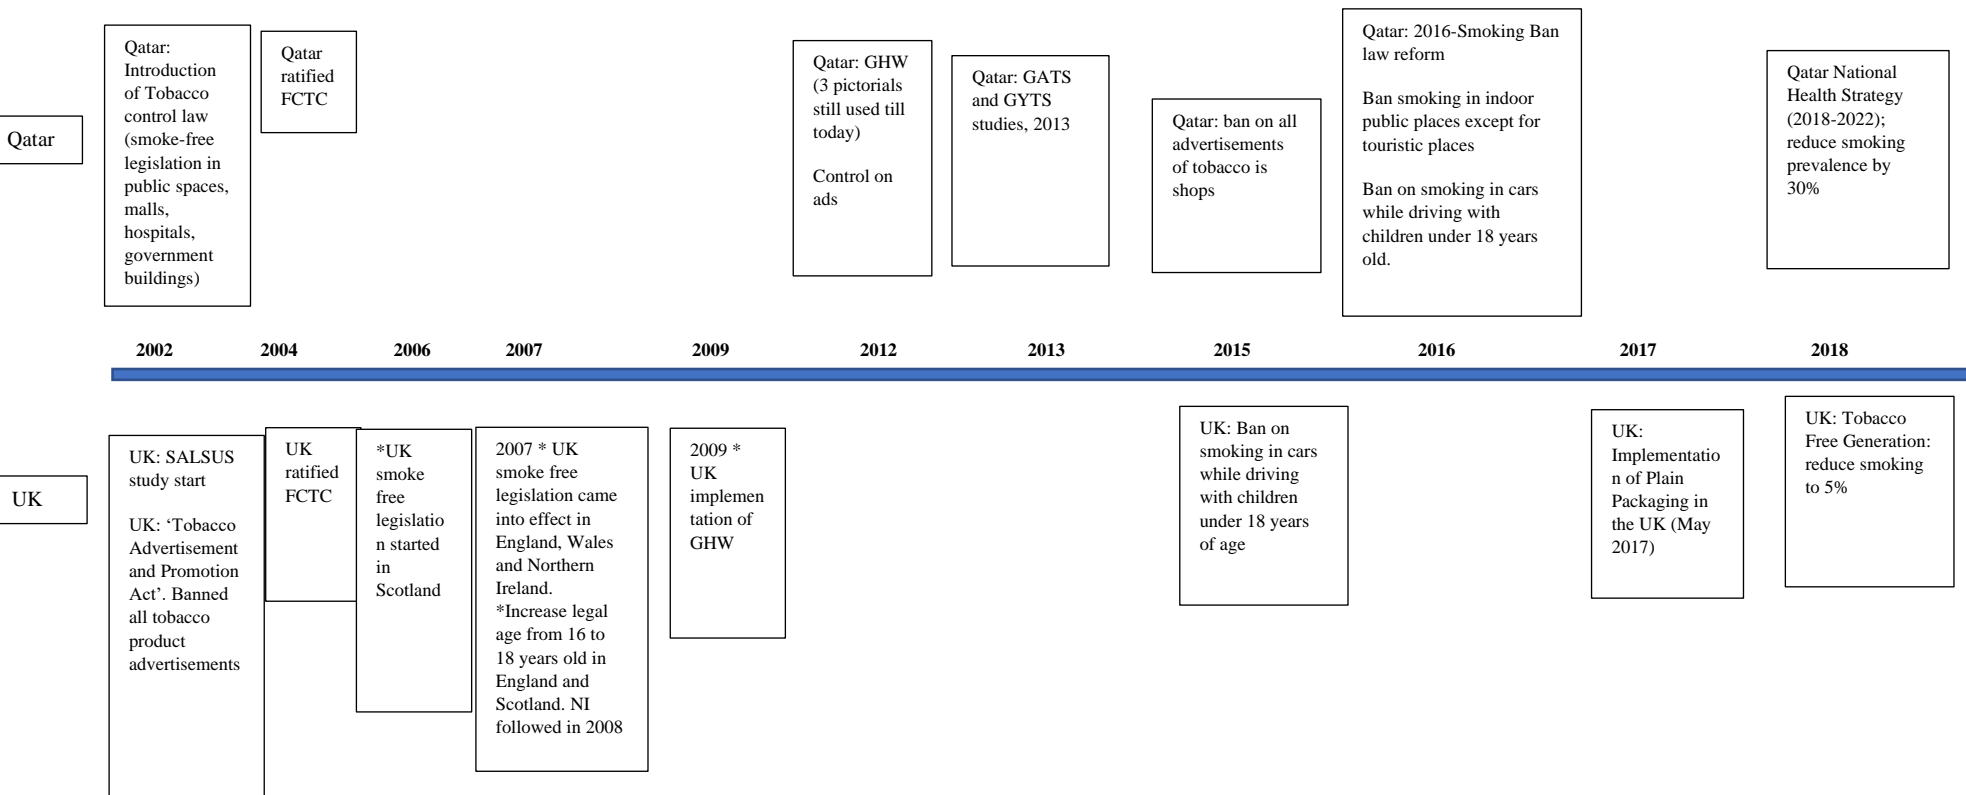 Qatar
Qatar:
Introduction
of Tobacco
control law
(smoke-free
legislation in
public spaces,
malls,
hospitals,
government
buildings)
Qatar
ratified
FCTC
Qatar: GHW
(3 pictorials
still used till
today)
Control on
ads
Qatar: GATS
and GYTS
studies, 2013
Qatar: ban on all
advertisements
of tobacco is
shops
Qatar: 2016-Smoking Ban
law reform
Ban smoking in indoor
public places except for
touristic places
Ban on smoking in cars
while driving with
children under 18 years
old.
Qatar National
Health Strategy
(2018-2022);
reduce smoking
prevalence by
30%
2002 2004 2006 2007 2009 2012 2013 2015 2016 2017 2018
UK
UK: SALSUS
study start
UK: ‘Tobacco
Advertisement
and Promotion
Act’. Banned
all tobacco
product
advertisements
UK
ratified
FCTC
*UK
smoke
free
legislatio
n started
in
Scotland
2007 * UK
smoke free
legislation came
into effect in
England, Wales
and Northern
Ireland.
*Increase legal
age from 16 to
18 years old in
England and
Scotland. NI
followed in 2008
2009 *
UK
implemen
tation of
GHW
UK: Ban on
smoking in cars
while driving
with children
under 18 years
of age
UK:
Implementatio
n of Plain
Packaging in
the UK (May
2017)
UK: Tobacco
Free Generation:
reduce smoking
to 5%